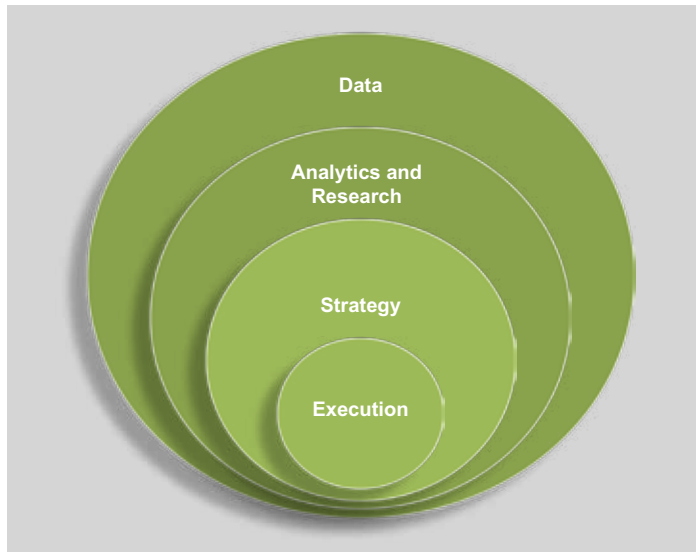 Data
Analytics and
Research
Strategy
Execution